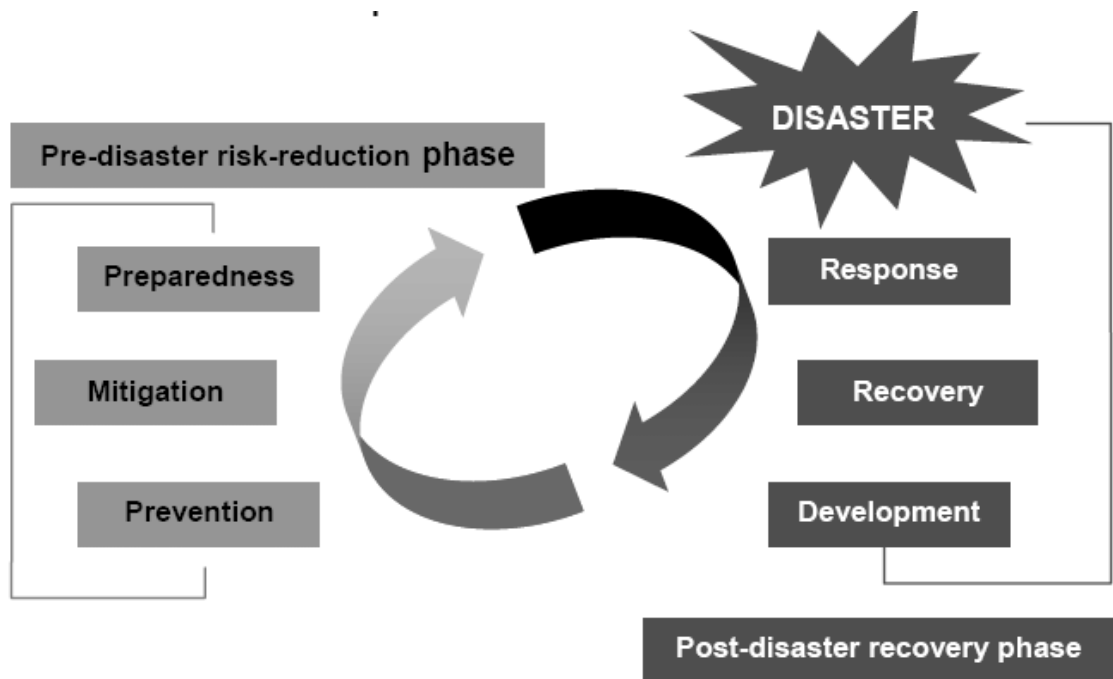 DISASTER
Pre-disaster risk-reduction phase
Preparedness
Response
Mitigation
Recovery
Prevention
Development
Post-disaster recovery phase